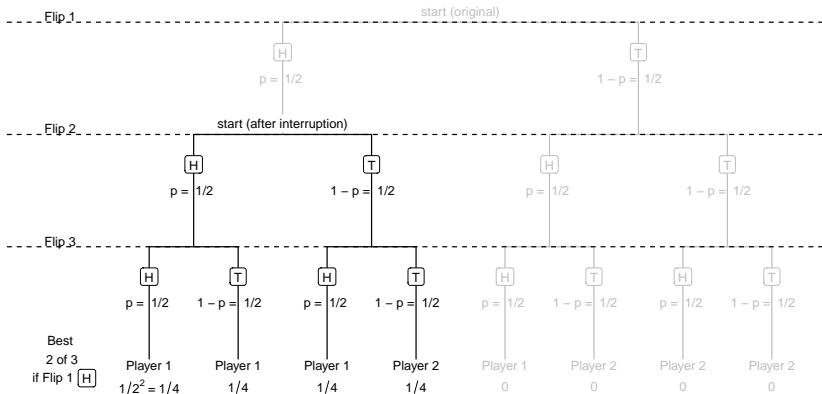 start (original)
Flip 1
H T
p = 1/2 1 − p = 1/2
start (after interruption)
Flip 2
H T H T
p = 1/2 1 − p = 1/2 p = 1/2 1 − p = 1/2
Flip 3
H T H T H T H T
p = 1/2 1 − p = 1/2 p = 1/2 1 − p = 1/2 p = 1/2 1 − p = 1/2 p = 1/2 1 − p = 1/2
Best
2 of 3
if Flip 1 H
Player 1 Player 1 Player 1 Player 2 Player 1 Player 2 Player 2 Player 2
1/2² = 1/4 1/4 1/4 1/4 0 0 0 0